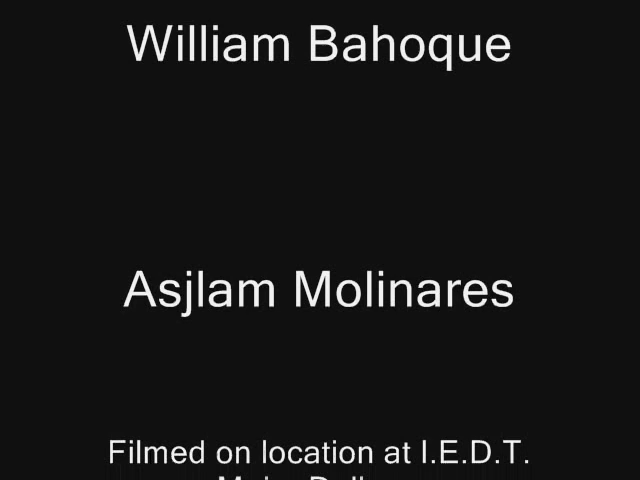 William Bahoque
Asjlam Molinares
Filmed on location at I.E.D.T.